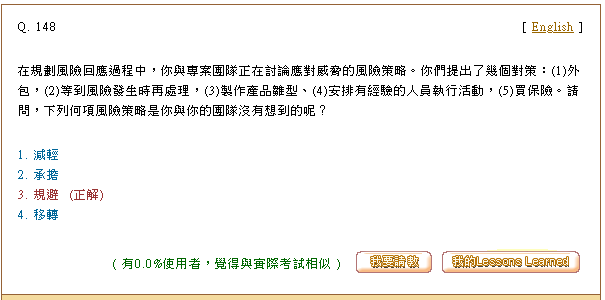 Q. 148 [ English ]
在規劃風險回應過程中，你與專案團隊正在討論應對威脅的風險策略。你們提出了幾個對策：(1)外
包，(2)等到風險發生時再處理，(3)製作產品雛型、(4)安排有經驗的人員執行活動，(5)買保險。請
問，下列何項風險策略是你與你的團隊沒有想到的呢？
1. 減輕
2. 承擔
3. 規避 (正解)
4. 移轉
( 有0.0%使用者，覺得與實際考試相似 ) 我要請教 我的Lessons Learned